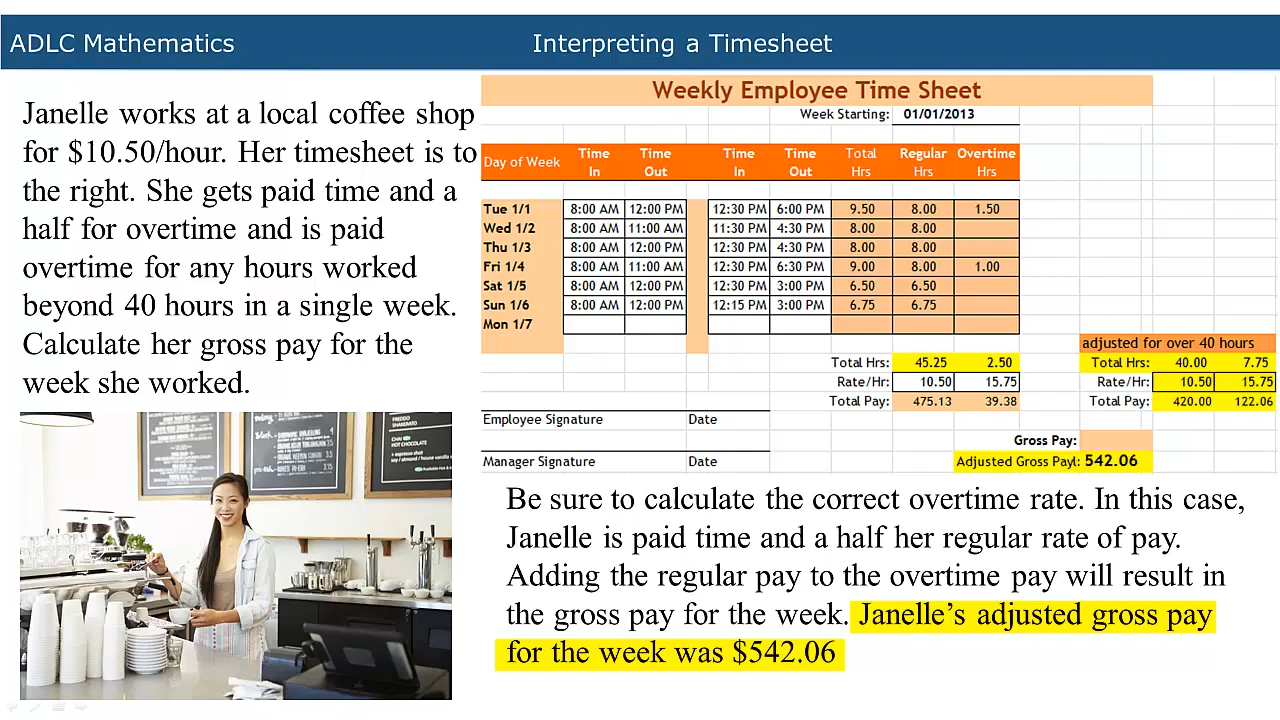 ADLC Mathematics
Interpreting a Timesheet
Janelle works at a local coffee shop
for $10.50/hour. Her timesheet is to
the right. She gets paid time and a
half for overtime and is paid
overtime for any hours worked
beyond 40 hours in a single week.
Calculate her gross pay for the
week she worked.
Weekly Employee Time Sheet
Week Starting: 01/01/2013
Day of Week Time In Time Out Time In Time Out Total Hrs Regular Hrs Overtime Hrs
Tue 1/1 8:00 AM 12:00 PM 12:30 PM 6:00 PM 9.50 8.00 1.50
Wed 1/2 8:00 AM 11:00 AM 11:30 PM 4:30 PM 8.00 8.00
Thu 1/3 8:00 AM 12:00 PM 12:30 PM 4:30 PM 8.00 8.00
Fri 1/4 8:00 AM 11:00 AM 12:30 PM 6:30 PM 9.00 8.00 1.00
Sat 1/5 8:00 AM 12:00 PM 12:30 PM 3:00 PM 6.50 6.50
Sun 1/6 8:00 AM 12:00 PM 12:15 PM 3:00 PM 6.75 6.75
Mon 1/7
adjusted for over 40 hours
Total Hrs: 45.25 2.50 Total Hrs: 40.00 7.75
Rate/Hr: 10.50 15.75 Rate/Hr: 10.50 15.75
Total Pay: 475.13 39.38 Total Pay: 420.00 122.06
Employee Signature Date
Gross Pay:
Manager Signature Date
Adjusted Gross Payl: 542.06
Be sure to calculate the correct overtime rate. In this case,
Janelle is paid time and a half her regular rate of pay.
Adding the regular pay to the overtime pay will result in
the gross pay for the week. Janelle’s adjusted gross pay
for the week was $542.06
FREDDO
SHAKERATO
CHAI
HOT CHOCOLATE